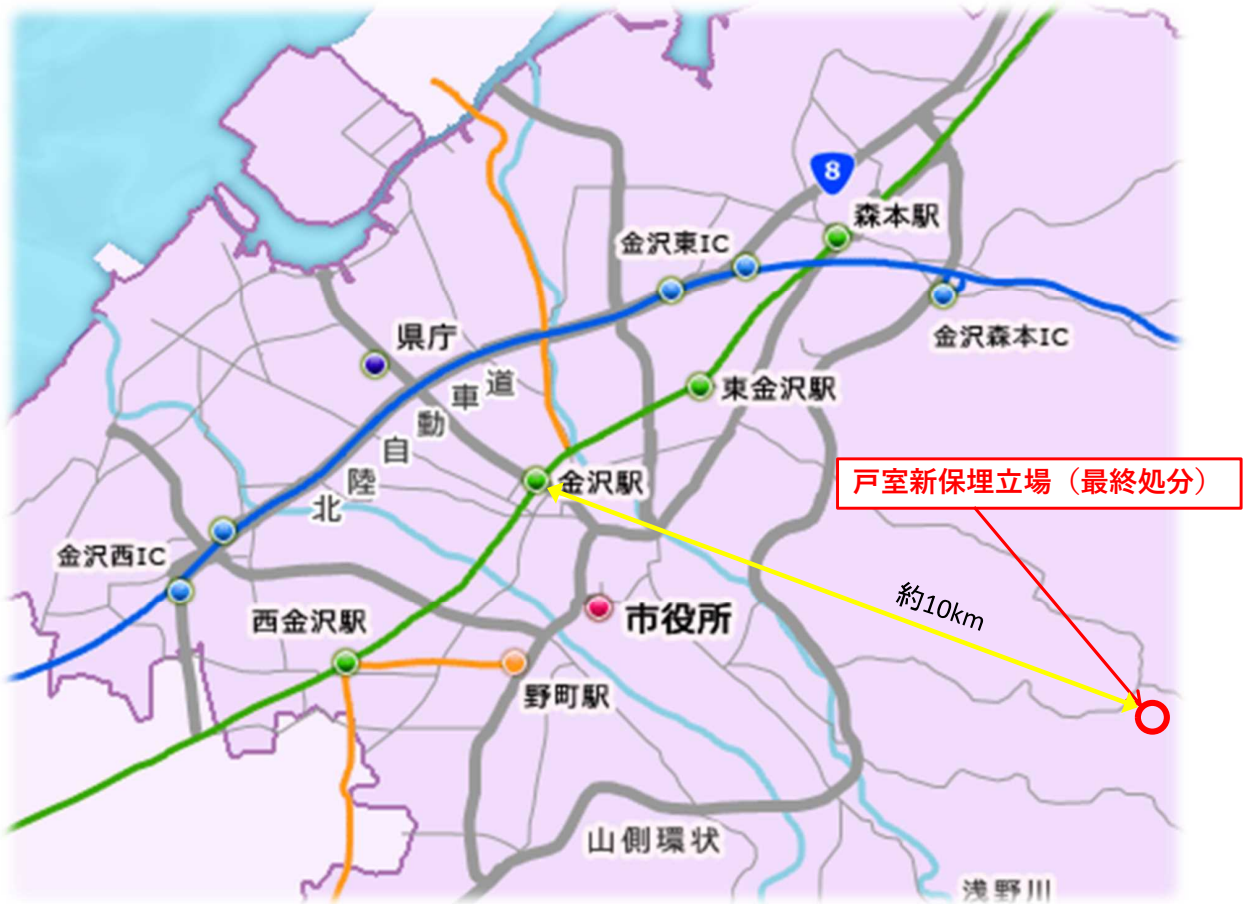 8
森本駅
金沢東IC
金沢森本IC
県庁
東金沢駅
北陸自動車道
金沢駅
戸室新保埋立場（最終処分）
金沢西IC
約10km
西金沢駅
市役所
野町駅
山側環状
浅野川